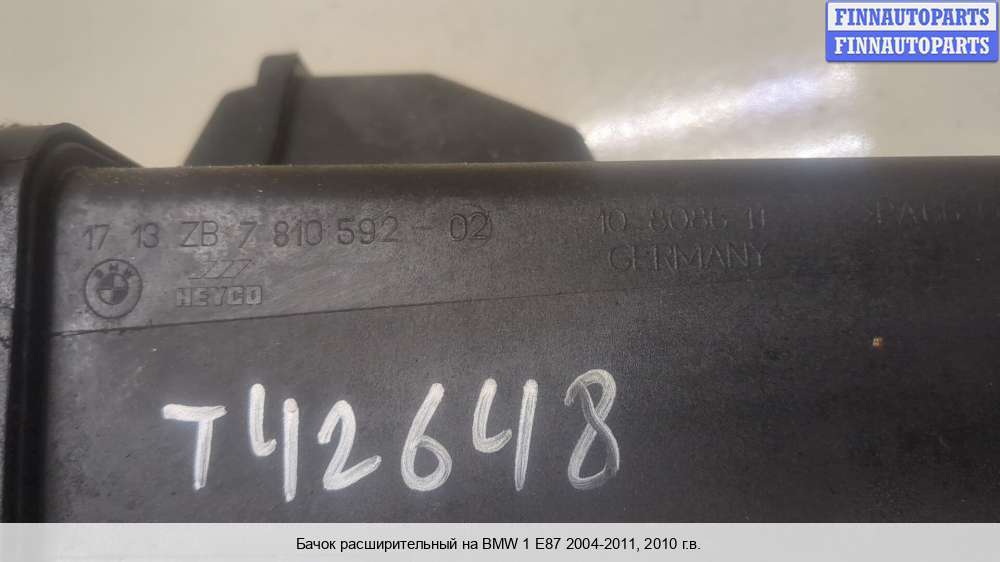 FINNAUTOPARTS
FINNAUTOPARTS
17 13 ZB 7 810 592 - 02
10 8086 11
GERMANY
BMW
HEYCO
T42648
Бачок расширительный на BMW 1 E87 2004-2011, 2010 г.в.